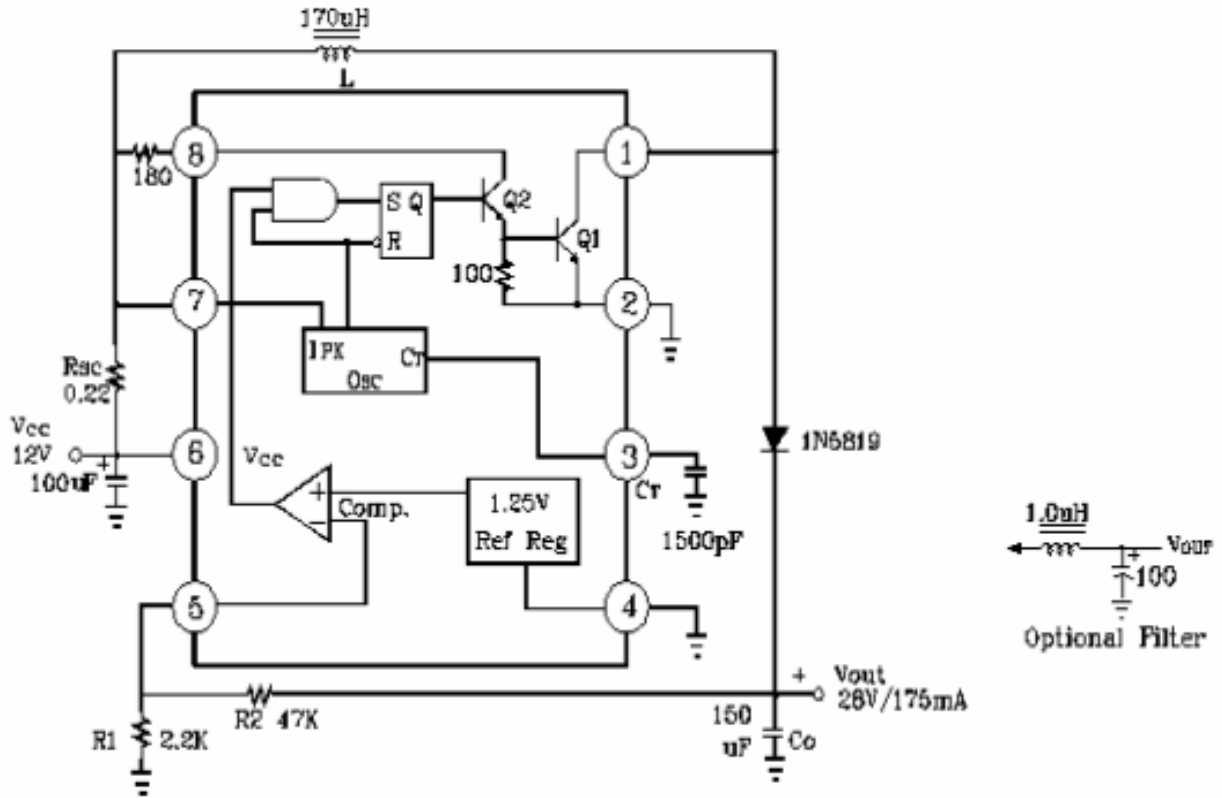 170uH
L
8
1
180
S Q
Q2
R
Q1
100
7
2
IPK
CT
Osc
Rsc
0.22
Vcc
12V
100uF
6
Vcc
3
CT
1N5819
Comp.
+
−
1.25V
Ref Reg
1500pF
1.0uH
+
Vout
100
Optional Filter
5
4
+
Vout
28V/175mA
R2 47K
R1
2.2K
150
uF
Co
+